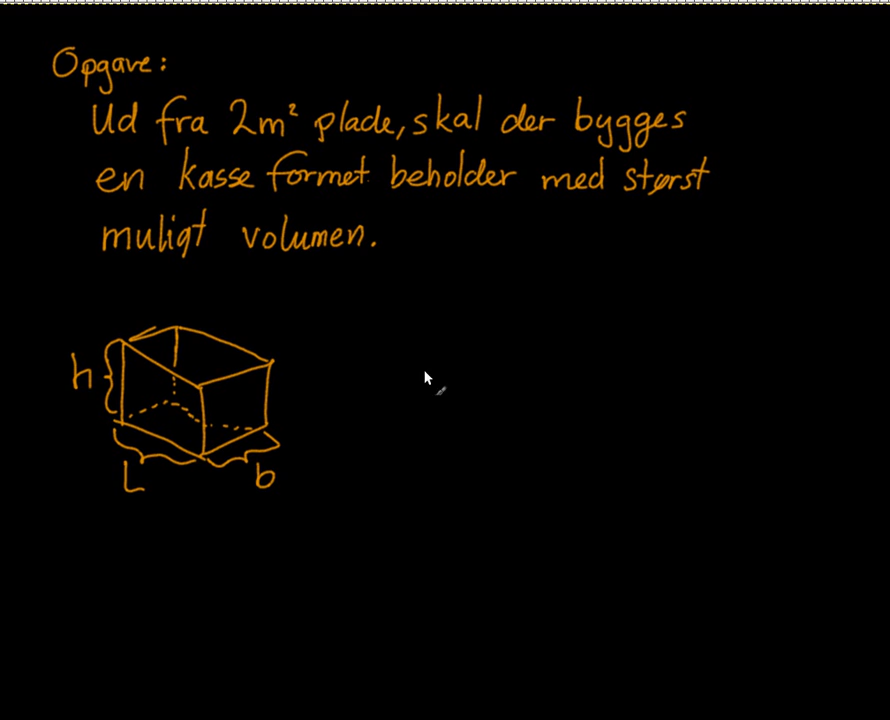 Opgave:
Ud fra 2m² plade, skal der bygges
en kasse formet beholder med størst
muligt volumen.
h
L
b